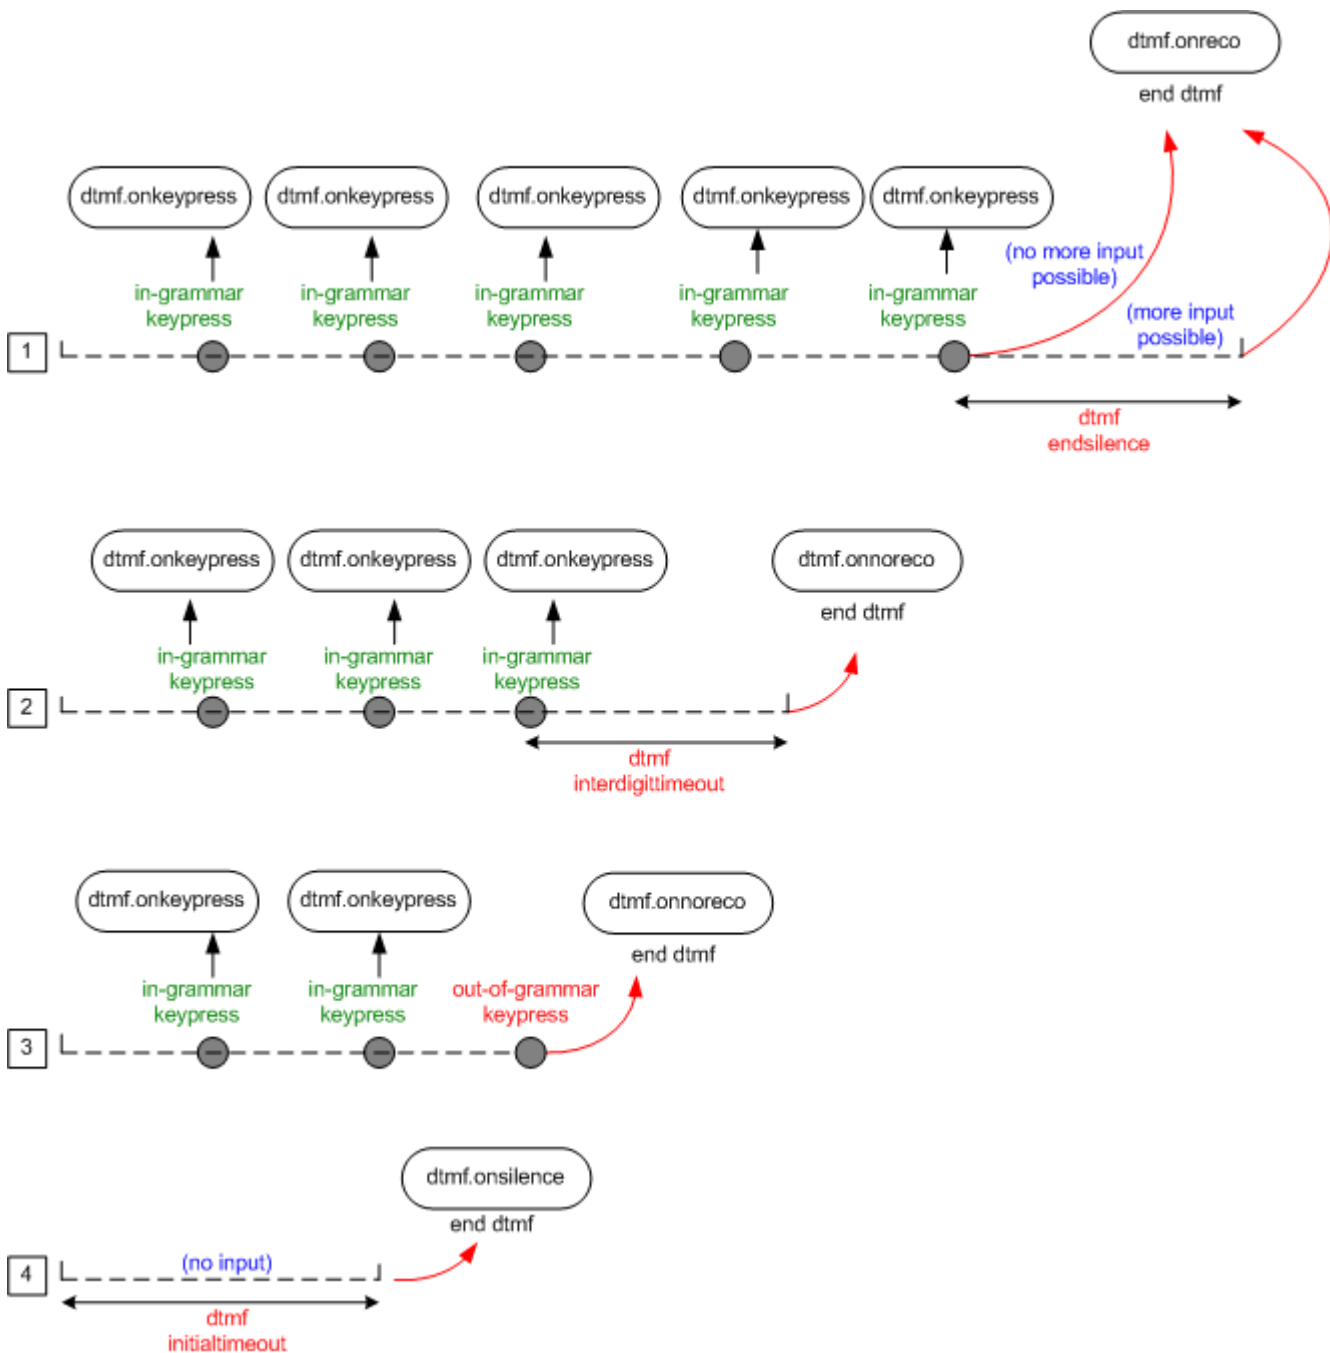 dtmf.onreco
end dtmf
dtmf.onkeypress
dtmf.onkeypress
dtmf.onkeypress
dtmf.onkeypress
dtmf.onkeypress
(no more input
possible)
in-grammar
keypress
in-grammar
keypress
in-grammar
keypress
in-grammar
keypress
in-grammar
keypress
(more input
possible)
1
dtmf
endsilence
dtmf.onkeypress
dtmf.onkeypress
dtmf.onkeypress
dtmf.onnoreco
end dtmf
in-grammar
keypress
in-grammar
keypress
in-grammar
keypress
2
dtmf
interdigittimeout
dtmf.onkeypress
dtmf.onkeypress
dtmf.onnoreco
end dtmf
in-grammar
keypress
in-grammar
keypress
out-of-grammar
keypress
3
dtmf.onsilence
end dtmf
(no input)
4
dtmf
initialtimeout